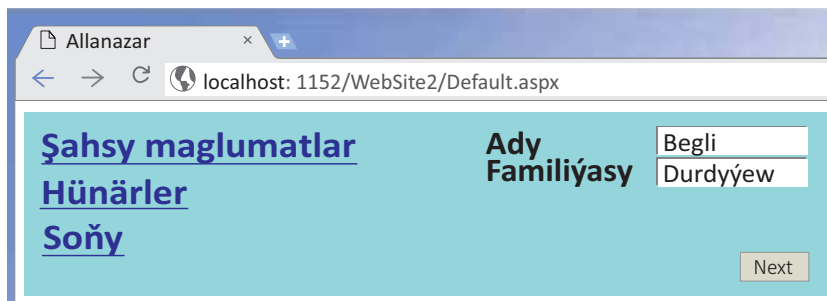 Allanazar
localhost: 1152/WebSite2/Default.aspx
Şahsy maglumatlar
Hünärler
Soňy
Ady Begli
Familiýasy Durdyýew
Next